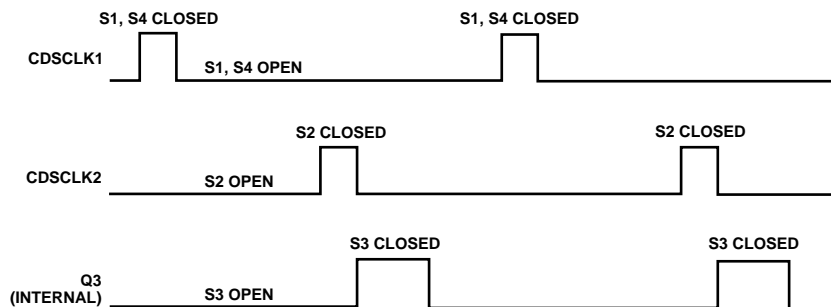 S1, S4 CLOSED S1, S4 CLOSED
CDSCLK1
S1, S4 OPEN
S2 CLOSED S2 CLOSED
CDSCLK2
S2 OPEN
S3 CLOSED S3 CLOSED
Q3
(INTERNAL)
S3 OPEN